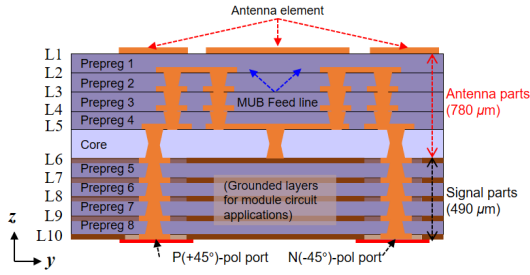 Antenna element
L1
Prepreg 1
L2
Prepreg 2
L3
MUB Feed line
Prepreg 3
L4
Prepreg 4
L5
Core
L6
Prepreg 5
L7
Prepreg 6
L8
Prepreg 7
L9
Prepreg 8
L10
(Grounded layers
for module circuit
applications)
Antenna parts
(780 μm)
Signal parts
(490 μm)
z
y
P(+45°)-pol port
N(-45°)-pol port